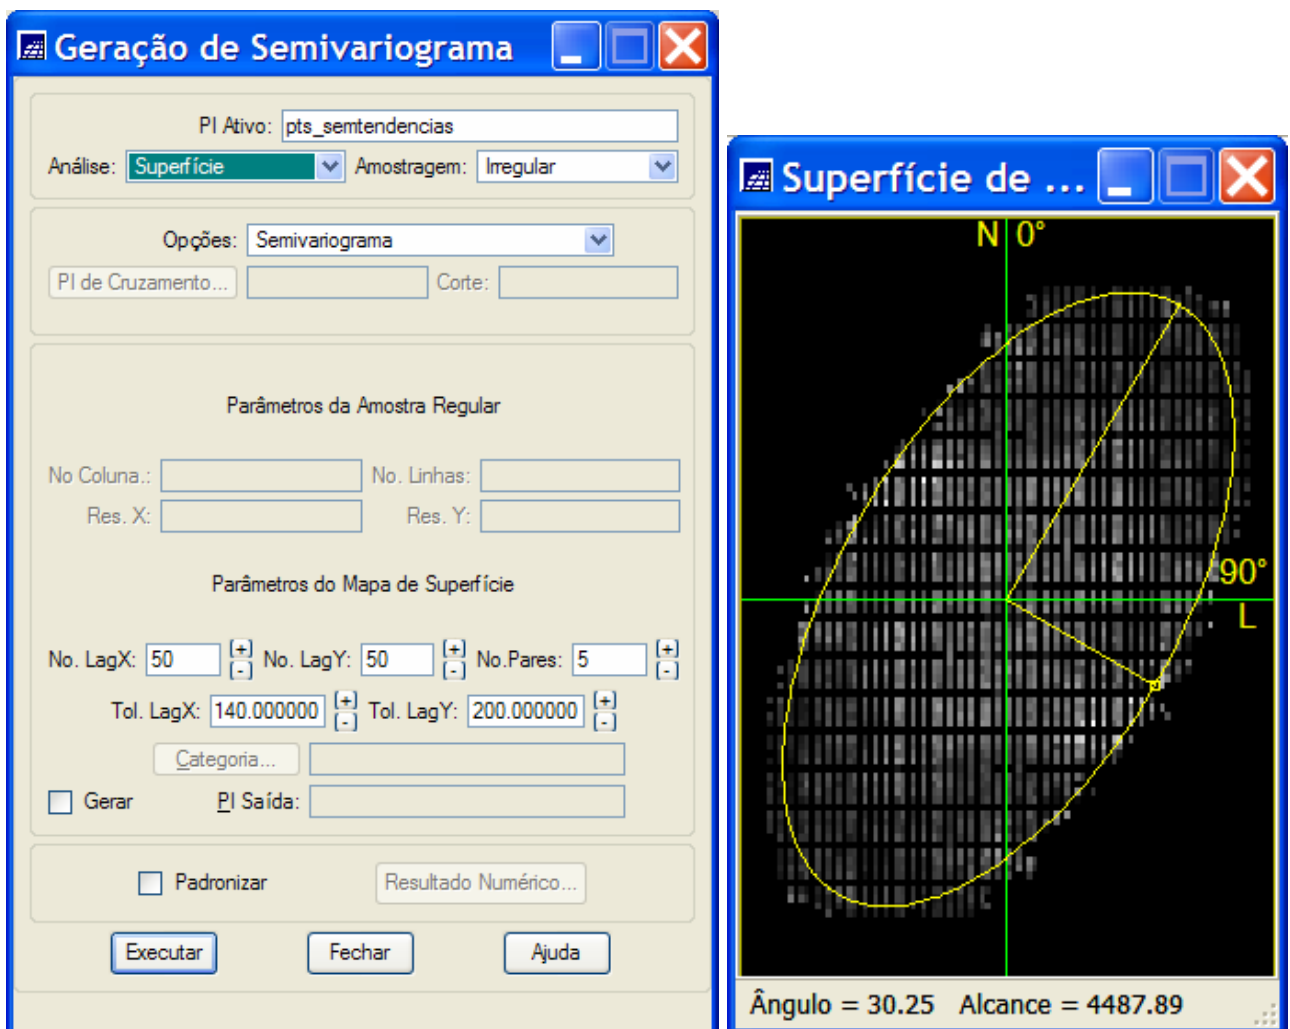 Geração de Semivariograma
PI Ativo: pts_semtendencias
Análise: Superfície Amostragem: Irregular
Opções: Semivariograma
PI de Cruzamento... Corte:
Parâmetros da Amostra Regular
No Coluna.: No. Linhas:
Res. X: Res. Y:
Parâmetros do Mapa de Superfície
No. LagX: 50 [+] [-] No. LagY: 50 [+] [-] No.Pares: 5 [+] [-]
Tol. LagX: 140.000000 [+] [-] Tol. LagY: 200.000000 [+] [-]
Categoria...
Gerar PI Saída:
Padronizar Resultado Numérico...
Executar Fechar Ajuda
Superfície de ...
N 0°
90°
L
Ângulo = 30.25 Alcance = 4487.89